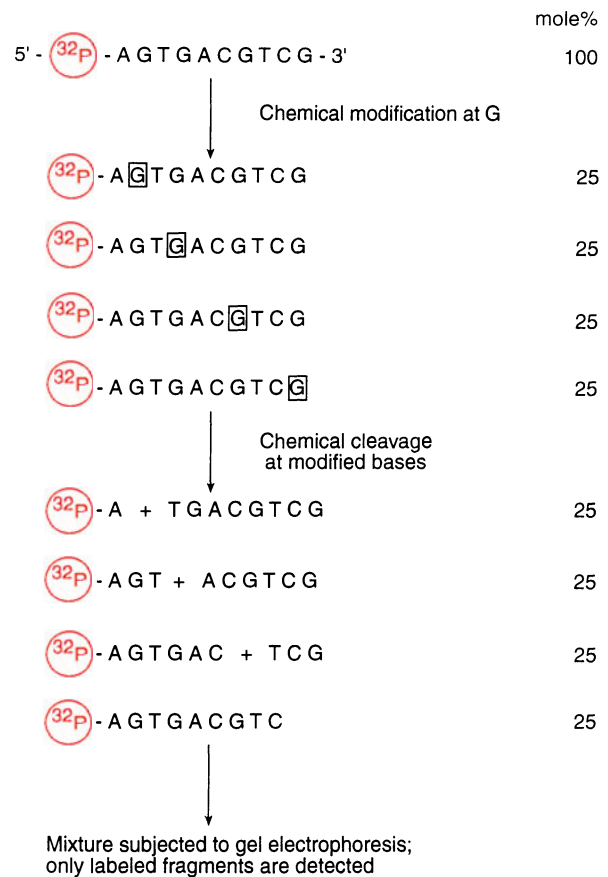 mole%
5' - 32P - A G T G A C G T C G - 3' 100
Chemical modification at G
32P - A G T G A C G T C G 25
32P - A G T G A C G T C G 25
32P - A G T G A C G T C G 25
32P - A G T G A C G T C G 25
Chemical cleavage
at modified bases
32P - A + T G A C G T C G 25
32P - A G T + A C G T C G 25
32P - A G T G A C + T C G 25
32P - A G T G A C G T C 25
Mixture subjected to gel electrophoresis;
only labeled fragments are detected